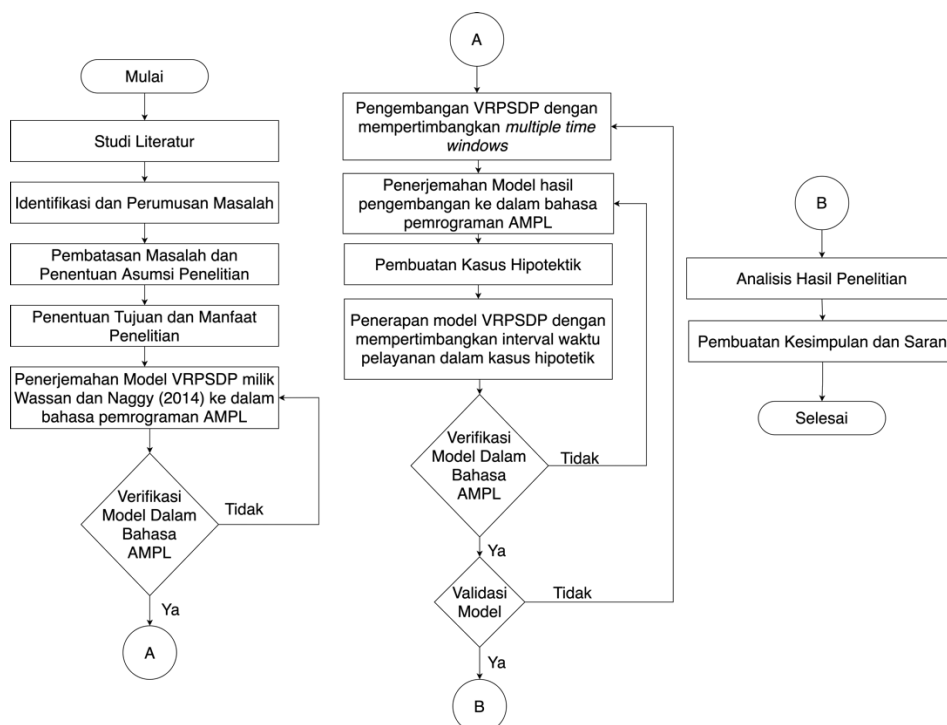 Mulai
Studi Literatur
Identifikasi dan Perumusan Masalah
Pembatasan Masalah dan
Penentuan Asumsi Penelitian
Penentuan Tujuan dan Manfaat
Penelitian
Penerjemahan Model VRPSDP milik
Wassan dan Naggy (2014) ke dalam
bahasa pemrograman AMPL
Verifikasi
Model Dalam
Bahasa
AMPL
Tidak
Ya
A
A
Pengembangan VRPSDP dengan
mempertimbangkan multiple time
windows
Penerjemahan Model hasil
pengembangan ke dalam bahasa
pemrograman AMPL
Pembuatan Kasus Hipotektik
Penerapan model VRPSDP dengan
mempertimbangkan interval waktu
pelayanan dalam kasus hipotetik
Verifikasi
Model Dalam
Bahasa
AMPL
Tidak
Ya
Validasi
Model
Tidak
Ya
B
B
Analisis Hasil Penelitian
Pembuatan Kesimpulan dan Saran
Selesai